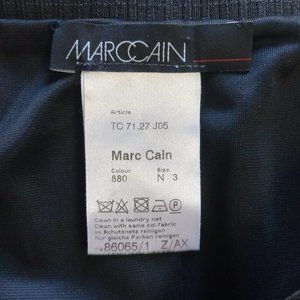 MARCCAIN
Article
TC 71.27 J05
Marc Cain
Colour Size
880 N 3
Clean in a laundry net
Clean with same col fabric
im Schutznetz reinigen
Nur gleiche Farben reinigen
86065/1 Z/AX